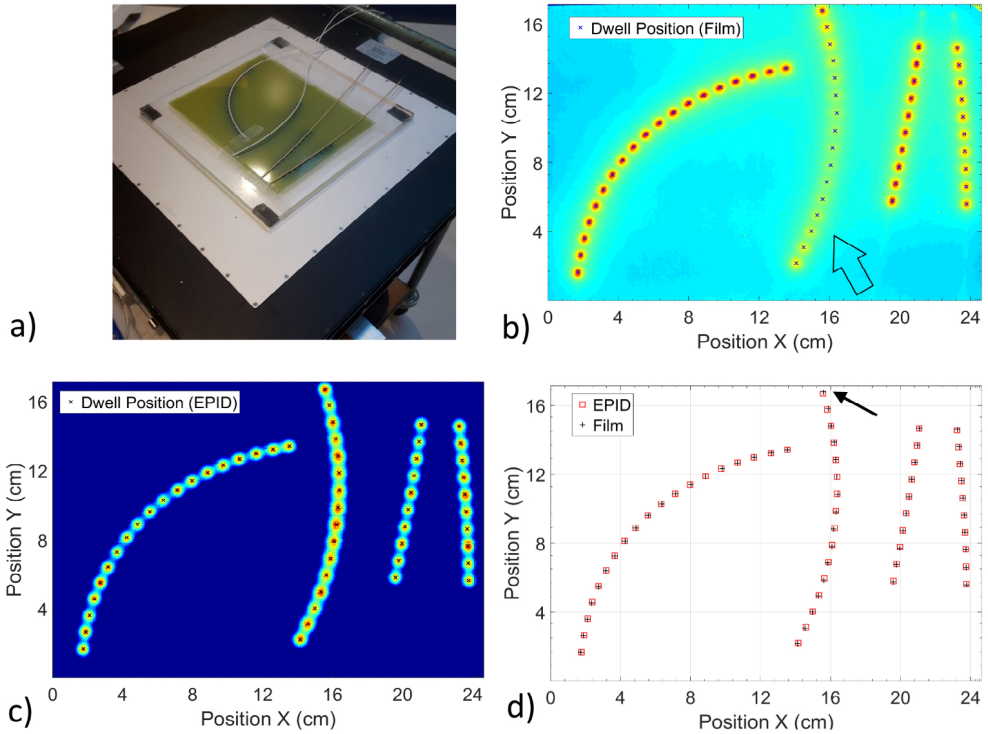 a)
b)
Dwell Position (Film)
Position Y (cm)
16
12
8
4
0 4 8 12 16 20 24
Position X (cm)
c)
Dwell Position (EPID)
Position Y (cm)
16
12
8
4
0 4 8 12 16 20 24
Position X (cm)
d)
EPID
Film
Position Y (cm)
16
12
8
4
0 4 8 12 16 20 24
Position X (cm)